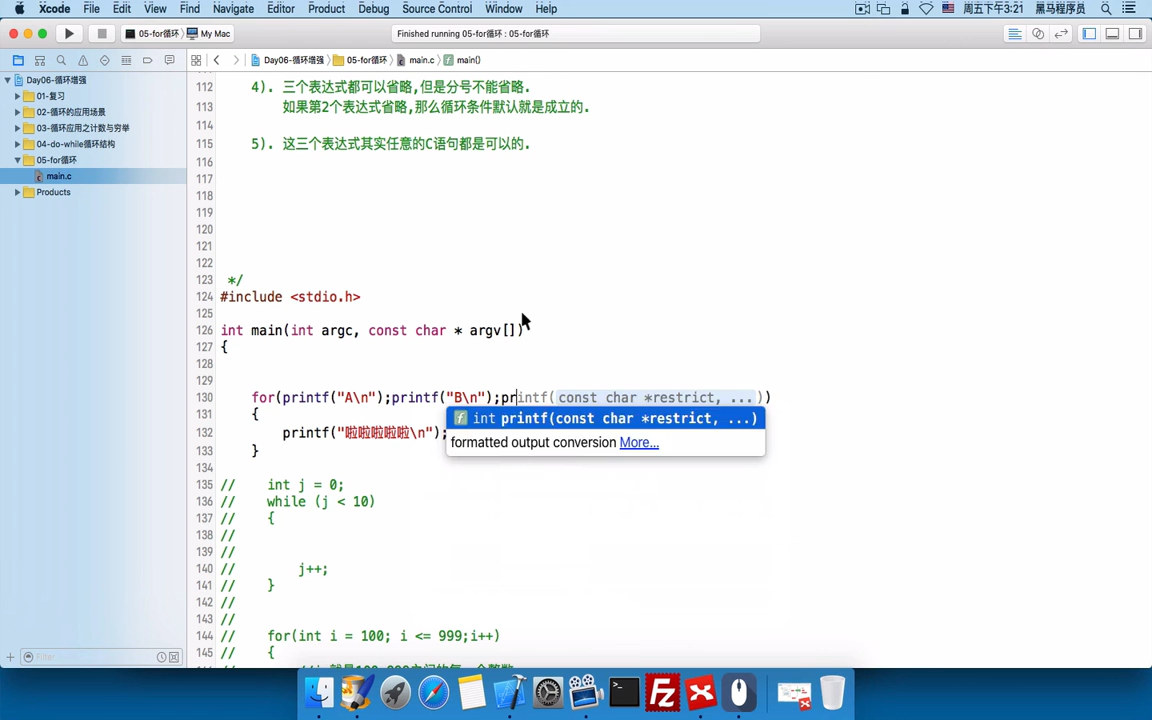 Xcode File Edit View Find Navigate Editor Product Debug Source Control Window Help 周五下午3:21 黑马程序员
05-for循环 My Mac Finished running 05-for循环 : 05-for循环
Day06-循环增强 05-for循环 main.c main()
Day06-循环增强
01-复习
02-循环的应用场景
03-循环应用之计数与穷举
04-do-while循环结构
05-for循环
main.c
Products
Filter
112 4). 三个表达式都可以省略,但是分号不能省略.
113 如果第2个表达式省略,那么循环条件默认就是成立的.
114
115 5). 这三个表达式其实任意的C语句都是可以的.
116
117
118
119
120
121
122
123 */
124 #include <stdio.h>
125
126 int main(int argc, const char * argv[])
127 {
128
129
130 for(printf("A\n");printf("B\n");printf(const char *restrict, ...))
131 {
132 printf("啦啦啦啦啦\n");
133 }
134
135 // int j = 0;
136 // while (j < 10)
137 // {
138 //
139 //
140 // j++;
141 // }
142 //
143 //
144 // for(int i = 100; i <= 999;i++)
145 // {
int printf(const char *restrict, ...)
formatted output conversion More...